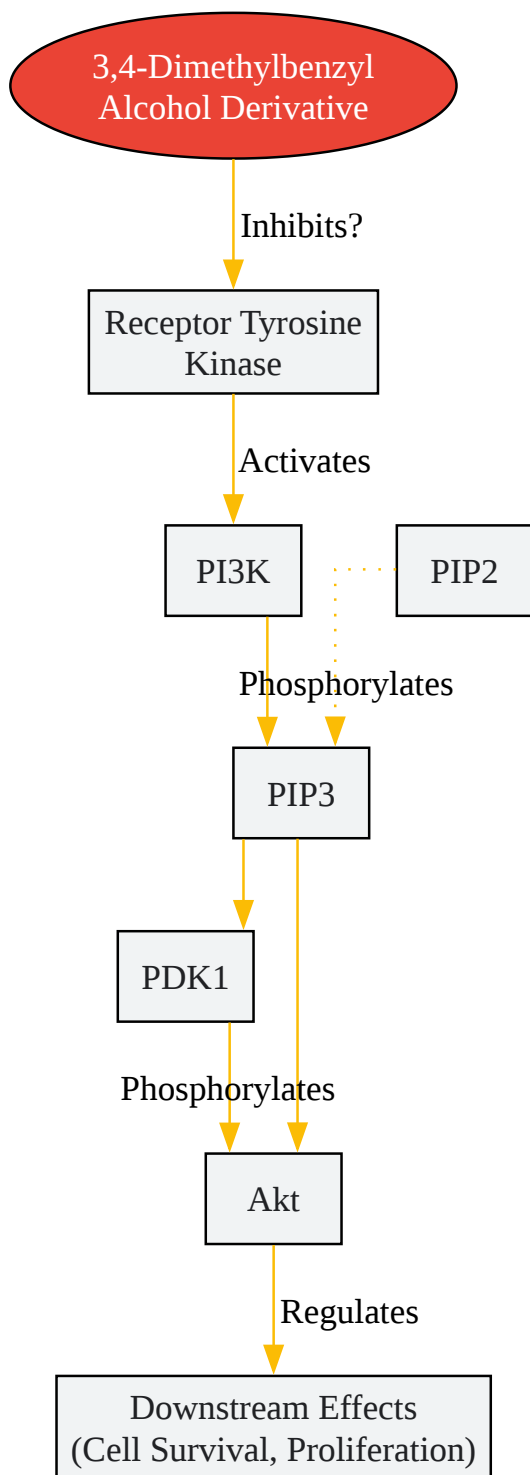 3,4-Dimethylbenzyl
Alcohol Derivative
Inhibits?
Receptor Tyrosine
Kinase
Activates
PI3K
PIP2
Phosphorylates
PIP3
PDK1
Phosphorylates
Akt
Regulates
Downstream Effects
(Cell Survival, Proliferation)